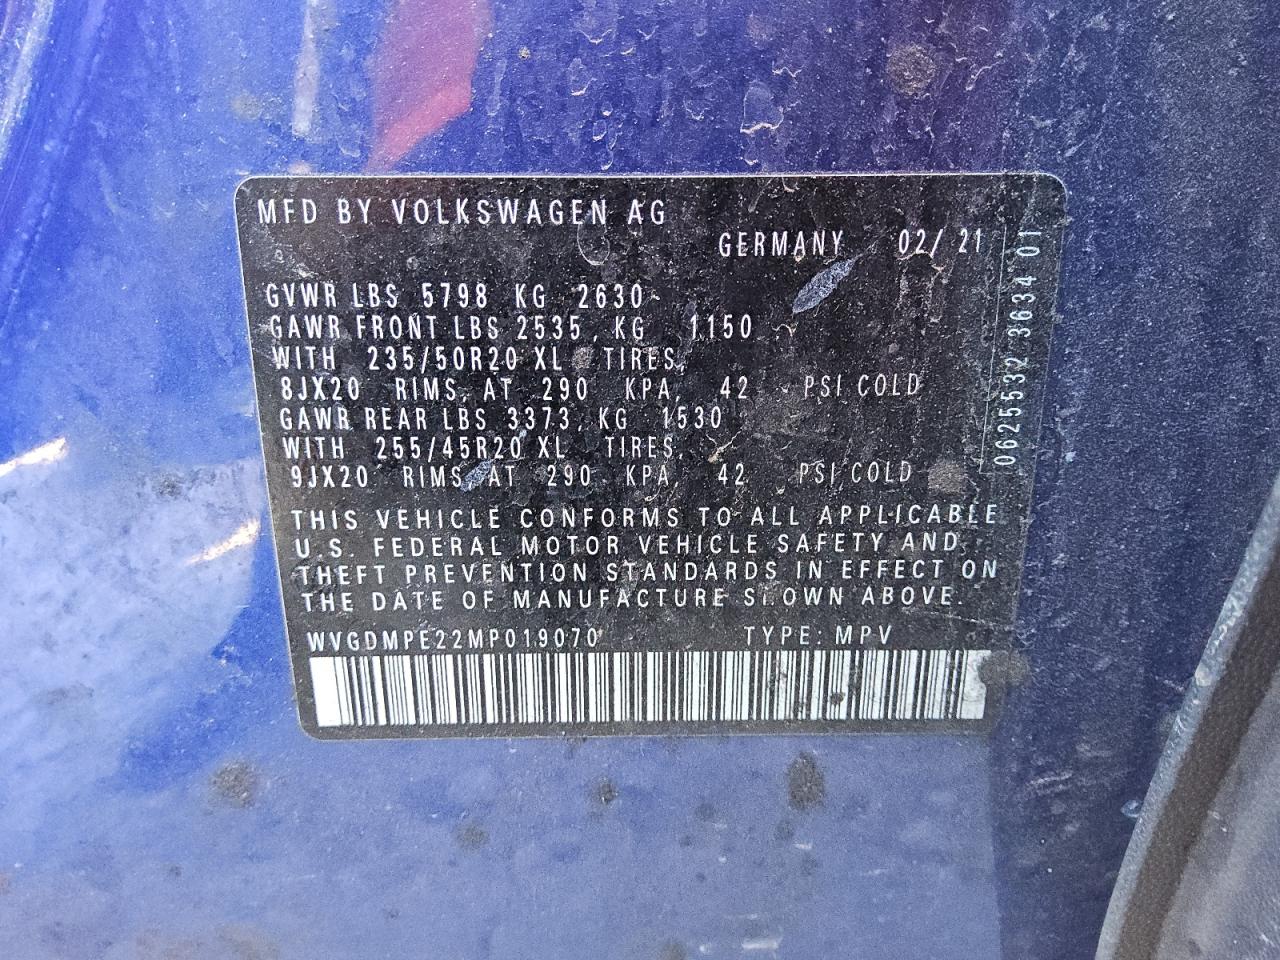 MFD BY VOLKSWAGEN AG
GERMANY 02/ 21
GVWR LBS 5798 KG 2630
GAWR FRONT LBS 2535, KG 1150
WITH 235/50R20 XL TIRES,
8JX20 RIMS, AT 290 KPA, 42 PSI COLD
GAWR REAR LBS 3373, KG 1530
WITH 255/45R20 XL TIRES,
9JX20 RIMS, AT 290 KPA, 42 PSI COLD
THIS VEHICLE CONFORMS TO ALL APPLICABLE
U.S. FEDERAL MOTOR VEHICLE SAFETY AND
THEFT PREVENTION STANDARDS IN EFFECT ON
THE DATE OF MANUFACTURE SHOWN ABOVE.
WVGDMPE22MP019070 TYPE: MPV
0625532 3634 01